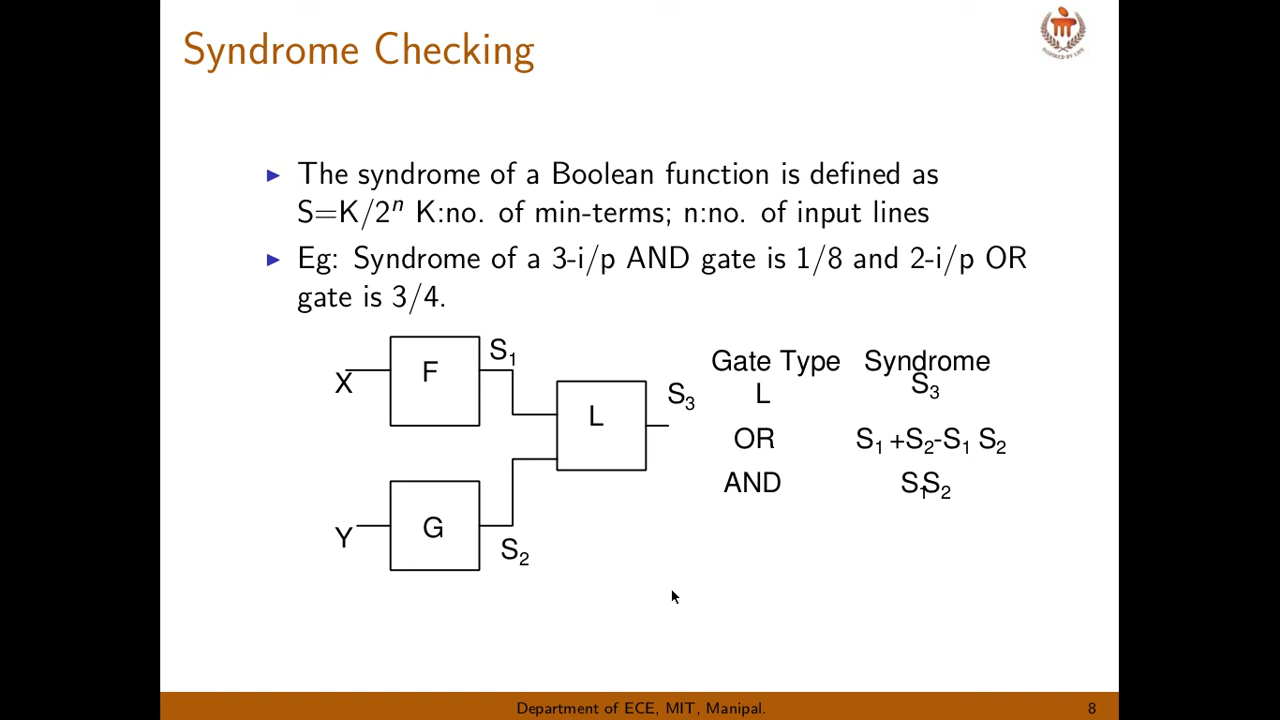 Syndrome Checking
The syndrome of a Boolean function is defined as
S=K/2ⁿ K:no. of min-terms; n:no. of input lines
Eg: Syndrome of a 3-i/p AND gate is 1/8 and 2-i/p OR
gate is 3/4.
X
F
S₁
L
S₃
Y
G
S₂
Gate Type Syndrome
L S₃
OR S₁ +S₂-S₁ S₂
AND S₁S₂
Department of ECE, MIT, Manipal.
8